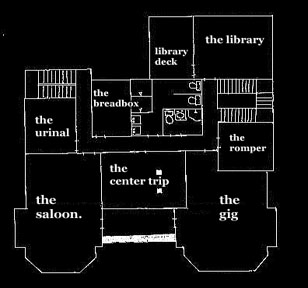 library
deck
the library
the
breadbox
the
urinal
the
romper
the
center trip
the
saloon.
the
gig